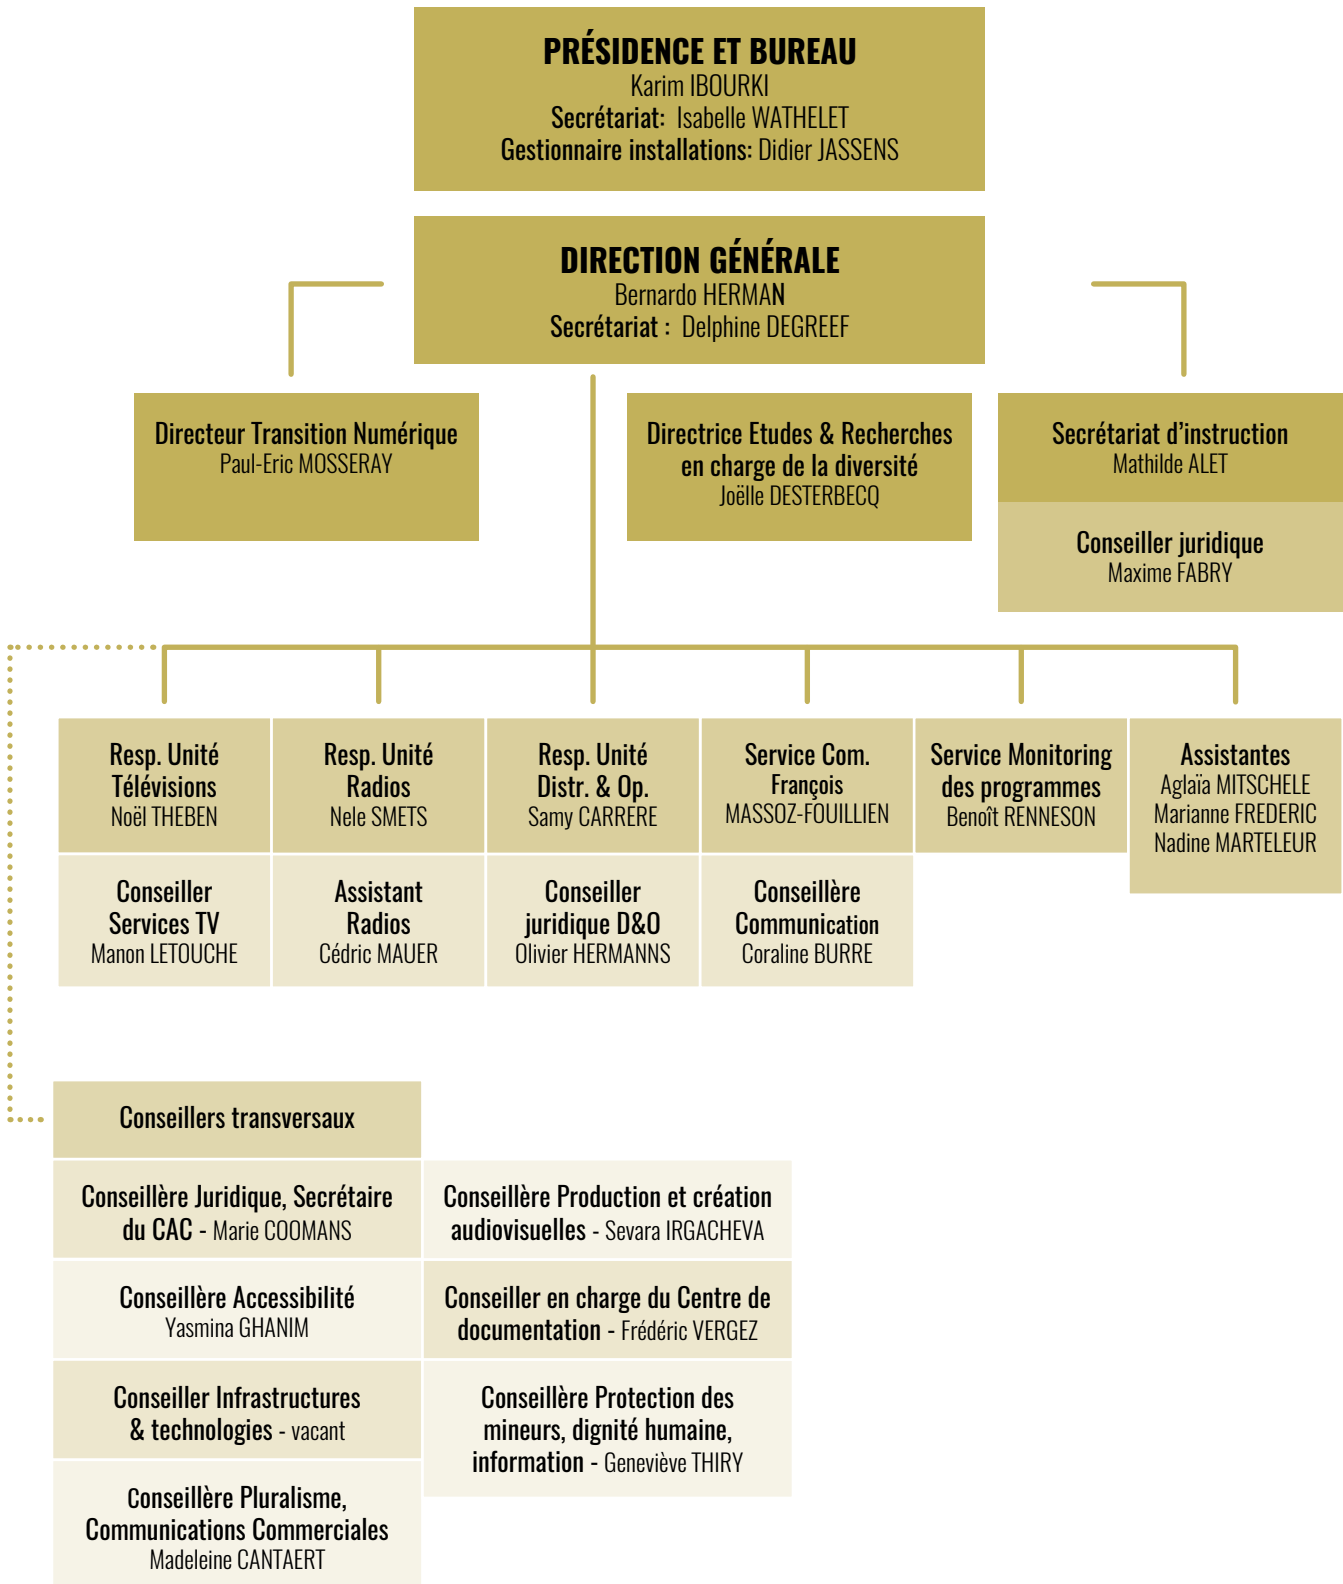 PRÉSIDENCE ET BUREAU
Karim IBOURKI
Secrétariat: Isabelle WATHELET
Gestionnaire installations: Didier JASSENS
DIRECTION GÉNÉRALE
Bernardo HERMAN
Secrétariat : Delphine DEGREEF
Directeur Transition Numérique
Paul-Eric MOSSERAY
Directrice Etudes & Recherches
en charge de la diversité
Joëlle DESTERBECQ
Secrétariat d'instruction
Mathilde ALET
Conseiller juridique
Maxime FABRY
Resp. Unité
Télévisions
Noël THEBEN
Resp. Unité
Radios
Nele SMETS
Resp. Unité
Distr. & Op.
Samy CARRERE
Service Com.
François
MASSOZ-FOUILLIEN
Service Monitoring
des programmes
Benoît RENNESON
Assistantes
Aglaïa MITSCHELE
Marianne FREDERIC
Nadine MARTELEUR
Conseiller
Services TV
Manon LETOUCHE
Assistant
Radios
Cédric MAUER
Conseiller
juridique D&O
Olivier HERMANNS
Conseillère
Communication
Coraline BURRE
Conseillers transversaux
Conseillère Juridique, Secrétaire
du CAC - Marie COOMANS
Conseillère Production et création
audiovisuelles - Sevara IRGACHEVA
Conseillère Accessibilité
Yasmina GHANIM
Conseiller en charge du Centre de
documentation - Frédéric VERGEZ
Conseiller Infrastructures
& technologies - vacant
Conseillère Protection des
mineurs, dignité humaine,
information - Geneviève THIRY
Conseillère Pluralisme,
Communications Commerciales
Madeleine CANTAERT